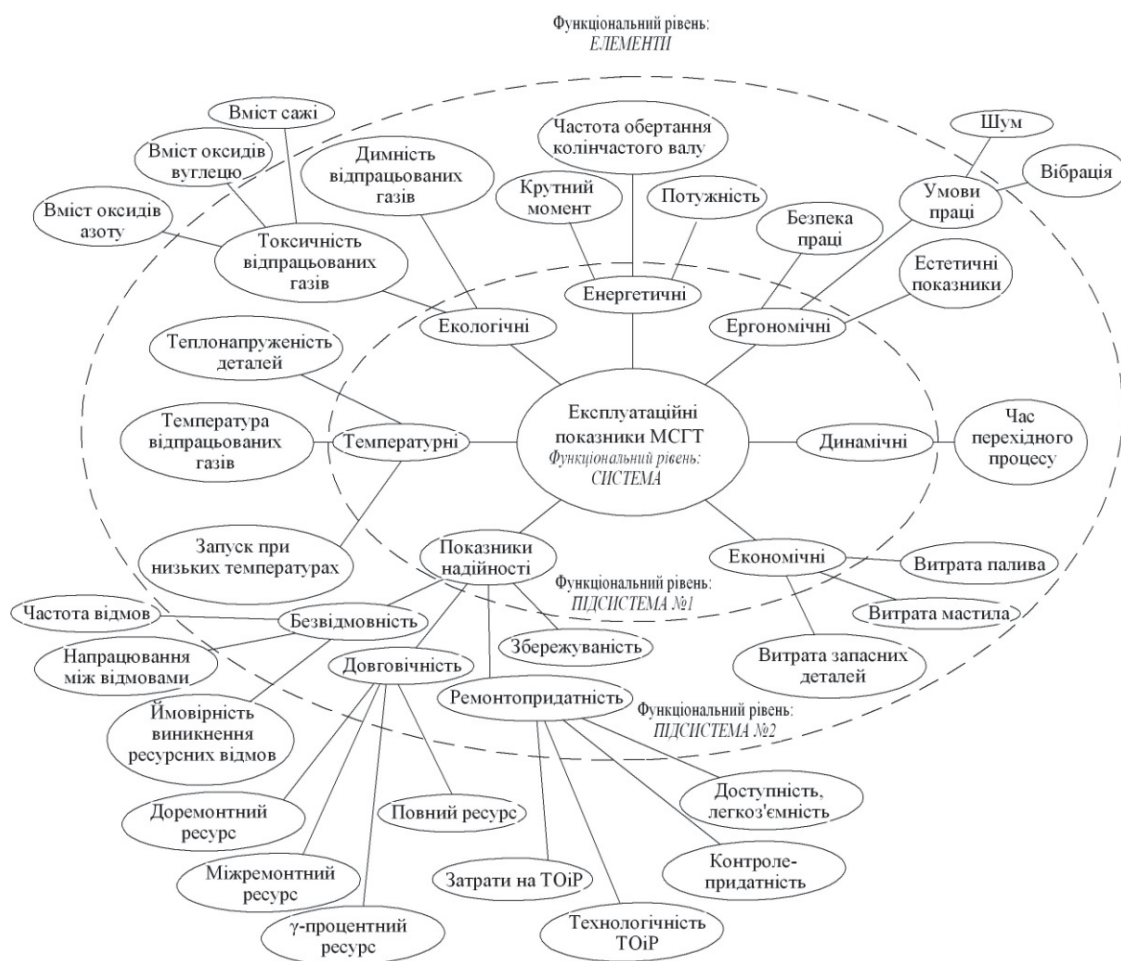 Функціональний рівень:
ЕЛЕМЕНТИ
Вміст сажі
Вміст оксидів
вуглецю
Вміст оксидів
азоту
Димність
відпрацьованих
газів
Токсичність
відпрацьованих
газів
Частота обертання
колінчастого валу
Крутний
момент
Потужність
Безпека
праці
Шум
Вібрація
Умови
праці
Естетичні
показники
Екологічні
Енергетичні
Ергономічні
Теплонапруженість
деталей
Температура
відпрацьованих
газів
Температурні
Запуск при
низьких температурах
Експлуатаційні
показники МСГТ
Функціональний рівень:
СИСТЕМА
Динамічні
Час
перехідного
процесу
Показники
надійності
Економічні
Витрата палива
Витрата мастила
Витрата запасних
деталей
Функціональний рівень:
ПІДСИСТЕМА №1
Частота відмов
Безвідмовність
Напрацювання
між відмовами
Ймовірність
виникнення
ресурсних відмов
Довговічність
Збережуваність
Ремонтопридатність
Функціональний рівень:
ПІДСИСТЕМА №2
Доремонтний
ресурс
Міжремонтний
ресурс
γ-процентний
ресурс
Повний ресурс
Затрати на ТОіР
Технологічність
ТОіР
Контроле-
придатність
Доступність,
легкоз'ємність